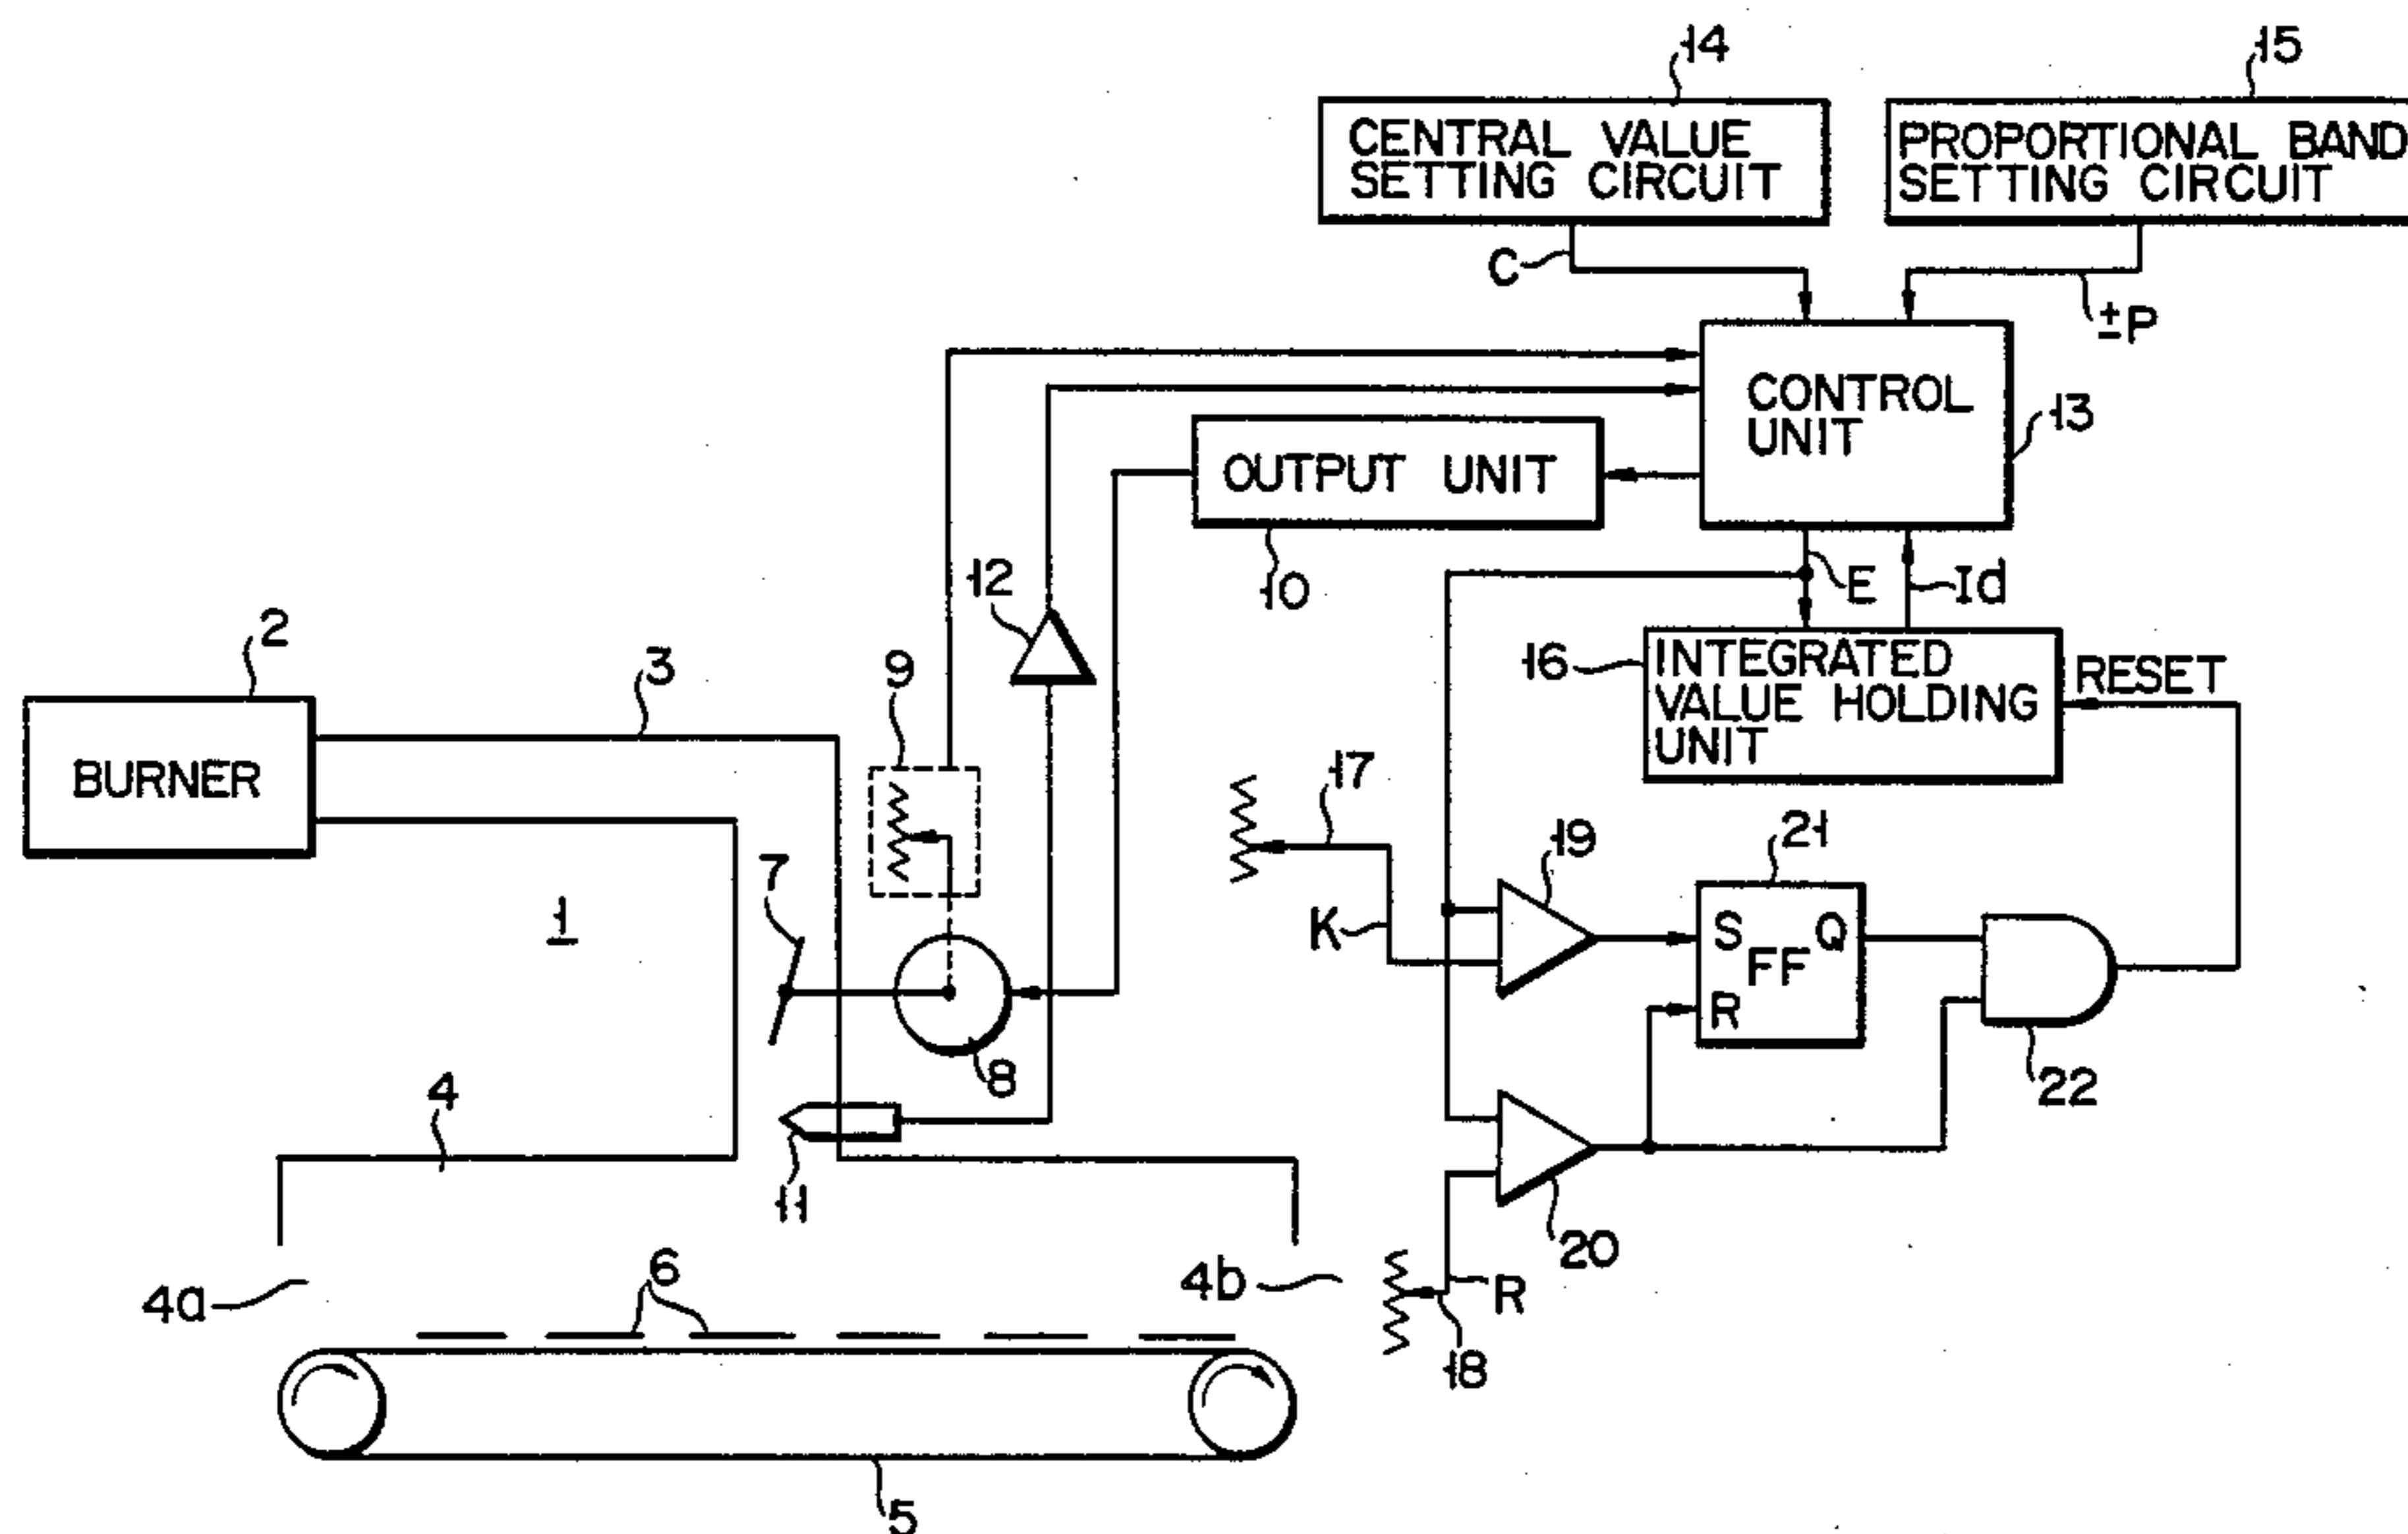 14
15
CENTRAL VALUE
SETTING CIRCUIT
PROPORTIONAL BAND
SETTING CIRCUIT
C
±P
CONTROL
UNIT
13
OUTPUT UNIT
10
E
Id
12
2
3
9
16
INTEGRATED
VALUE HOLDING
UNIT
RESET
BURNER
17
19
21
7
1
K
S
Q
FF
R
8
22
4
11
20
4a
6
4b
R
18
5